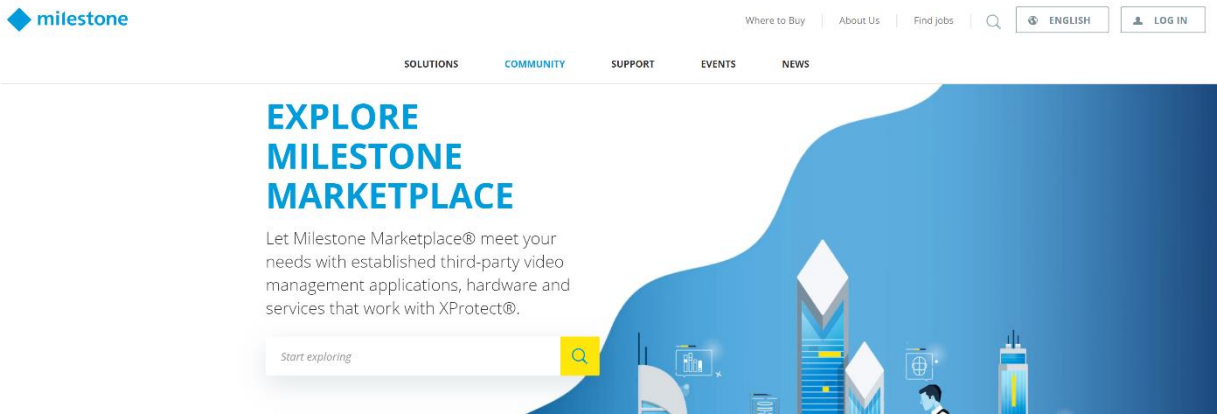 milestone
Where to Buy
About Us
Find jobs
ENGLISH
LOG IN
SOLUTIONS
COMMUNITY
SUPPORT
EVENTS
NEWS
EXPLORE
MILESTONE
MARKETPLACE
Let Milestone Marketplace® meet your
needs with established third-party video
management applications, hardware and
services that work with XProtect®.
Start exploring